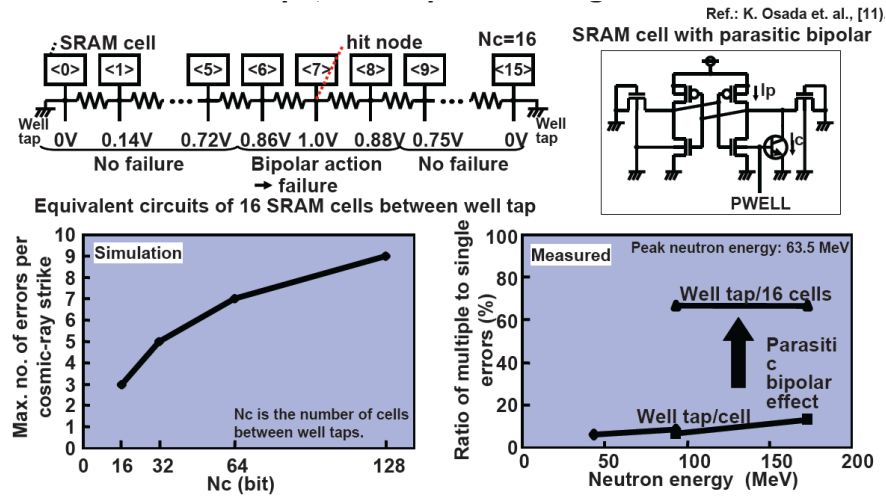 Ref.: K. Osada et. al., [11].
SRAM cell
hit node
Nc=16
SRAM cell with parasitic bipolar
<0>
<1>
<5>
<6>
<7>
<8>
<9>
<15>
Well tap
0V
0.14V
0.72V
0.86V
1.0V
0.88V
0.75V
0V
Well tap
No failure
Bipolar action
→ failure
No failure
Equivalent circuits of 16 SRAM cells between well tap
Ip
Ic
PWELL
Max. no. of errors per
cosmic-ray strike
10
9
8
7
6
5
4
3
2
1
0
Simulation
Nc is the number of cells
between well taps.
0
16
32
64
128
Nc (bit)
Ratio of multiple to single
errors (%)
100
80
60
40
20
0
Measured
Peak neutron energy: 63.5 MeV
Well tap/16 cells
Parasiti
c
bipolar
effect
Well tap/cell
0
50
100
150
200
Neutron energy (MeV)